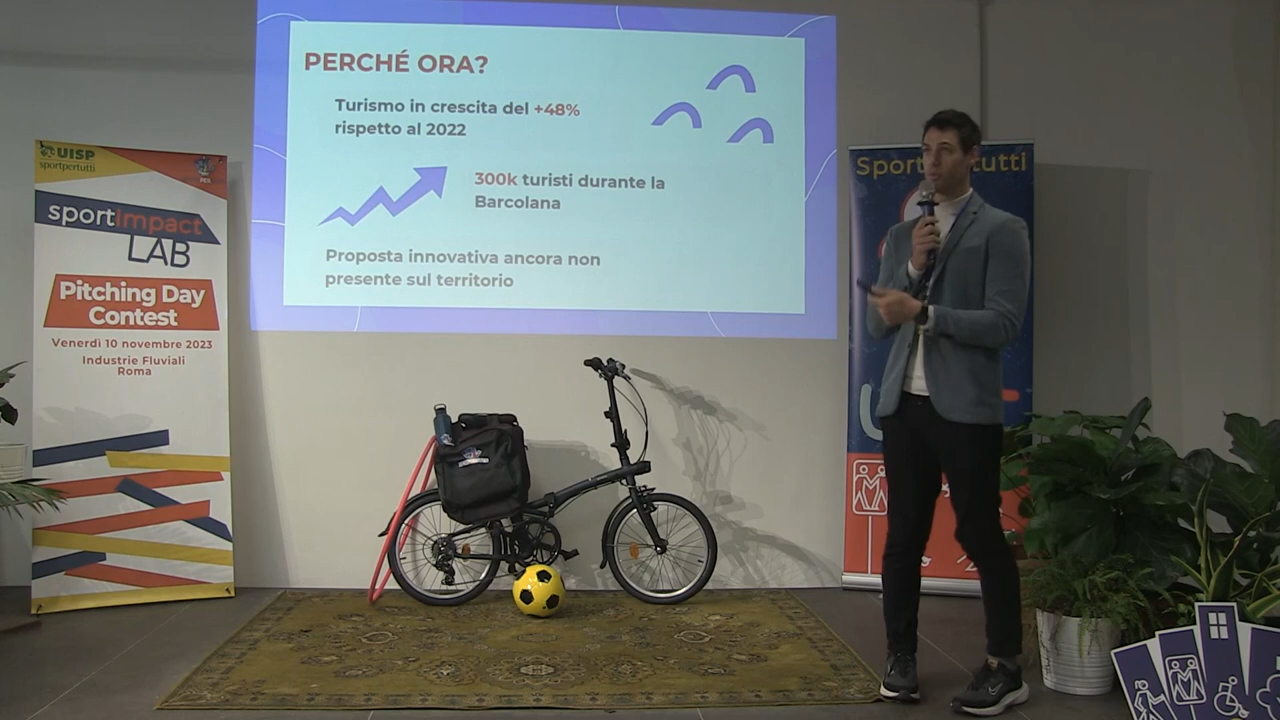 UISP
sportpertutti
sportimpact
LAB
Pitching Day
Contest
Venerdì 10 novembre 2023
Industrie Fluviali
Roma
PERCHÉ ORA?
Turismo in crescita del +48%
rispetto al 2022
300k turisti durante la
Barcolana
Proposta innovativa ancora non
presente sul territorio